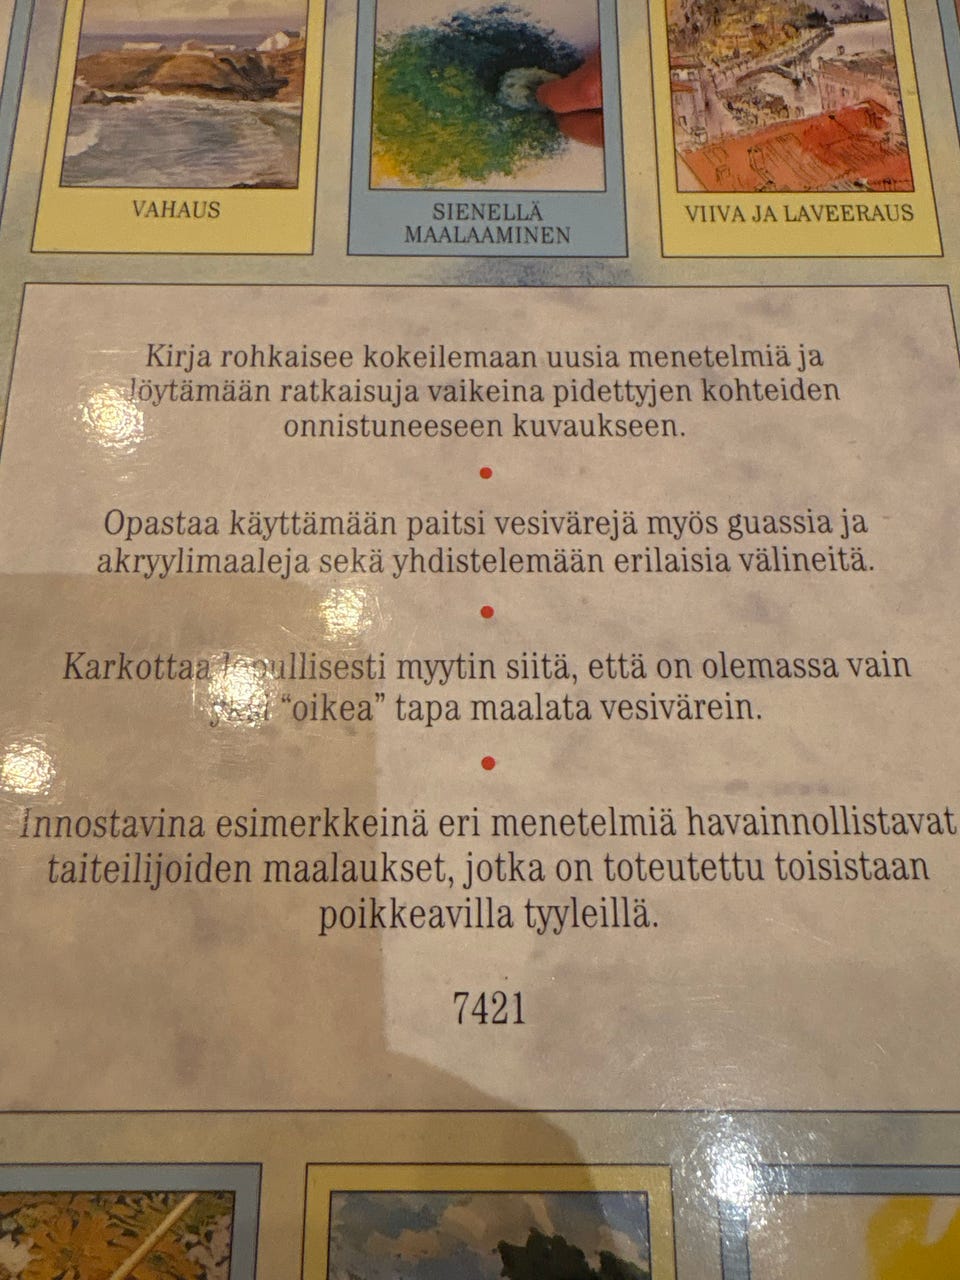 VAHAUS
SIENELLÄ
MAALAAMINEN
VIIVA JA LAVEERAUS
Kirja rohkaisee kokeilemaan uusia menetelmiä ja
löytämään ratkaisuja vaikeina pidettyjen kohteiden
onnistuneeseen kuvaukseen.
Opastaa käyttämään paitsi vesivärejä myös guassia ja
akryylimaaleja sekä yhdistelemään erilaisia välineitä.
Karkottaa lopullisesti myytin siitä, että on olemassa vain
yksi “oikea” tapa maalata vesivärein.
Innostavina esimerkkeinä eri menetelmiä havainnollistavat
taiteilijoiden maalaukset, jotka on toteutettu toisistaan
poikkeavilla tyyleillä.
7421